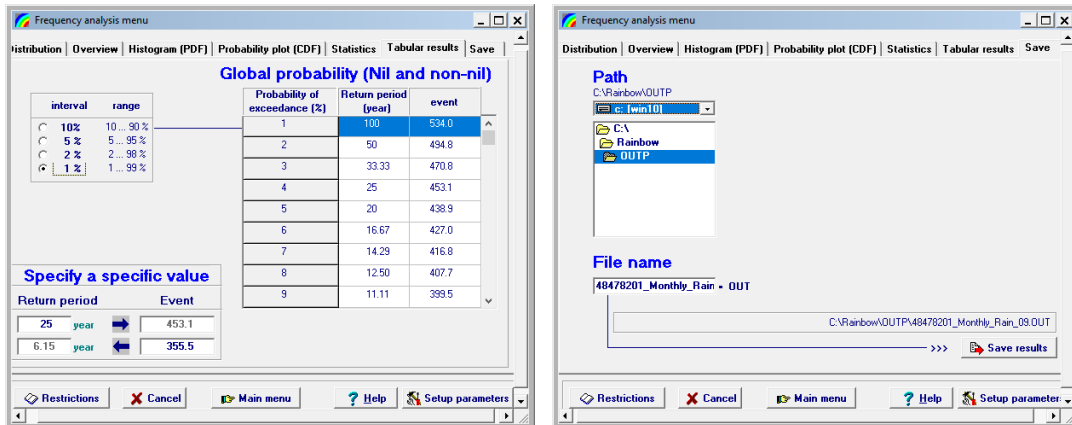 Frequency analysis menu
istribution Overview Histogram (PDF) Probability plot (CDF) Statistics Tabular results Save
Global probability (Nil and non-nil)
interval range
10% 10 ... 90 %
5 % 5 ... 95 %
2 % 2 ... 98 %
1 % 1 ... 99 %
Probability of exceedance (%) Return period (year) event
1 100 534.0
2 50 494.8
3 33.33 470.8
4 25 453.1
5 20 438.9
6 16.67 427.0
7 14.29 416.8
8 12.50 407.7
9 11.11 399.5
Specify a specific value
Return period Event
25 year 453.1
6.15 year 355.5
Restrictions Cancel Main menu Help Setup parameters
Frequency analysis menu
Distribution Overview Histogram (PDF) Probability plot (CDF) Statistics Tabular results Save
Path
C:\Rainbow\OUTP
c: [win10]
C:\
Rainbow
OUTP
File name
48478201_Monthly_Rain - OUT
C:\Rainbow\OUTP\48478201_Monthly_Rain_09.OUT
>>> Save results
Restrictions Cancel Main menu Help Setup parameter